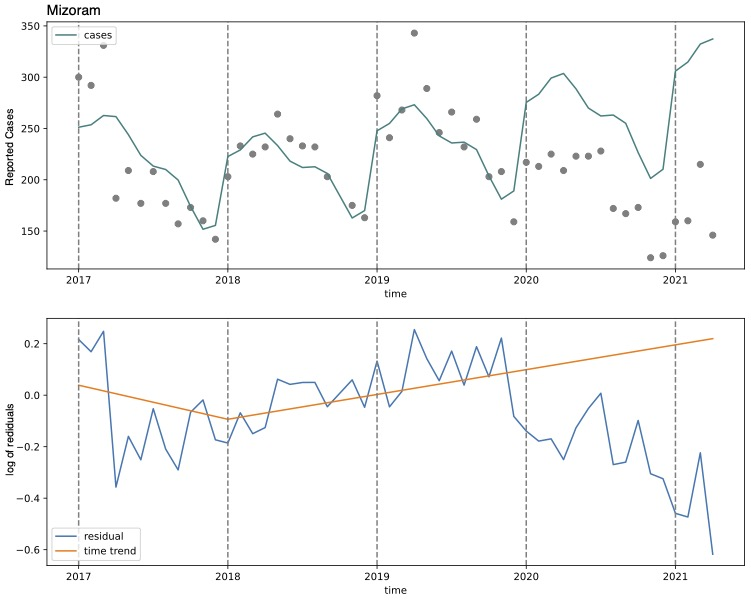 Mizoram
350
300
250
200
150
Reported Cases
cases
2017
2018
2019
2020
2021
time
0.2
0.0
−0.2
−0.4
−0.6
log of rediduals
residual
time trend
2017
2018
2019
2020
2021
time